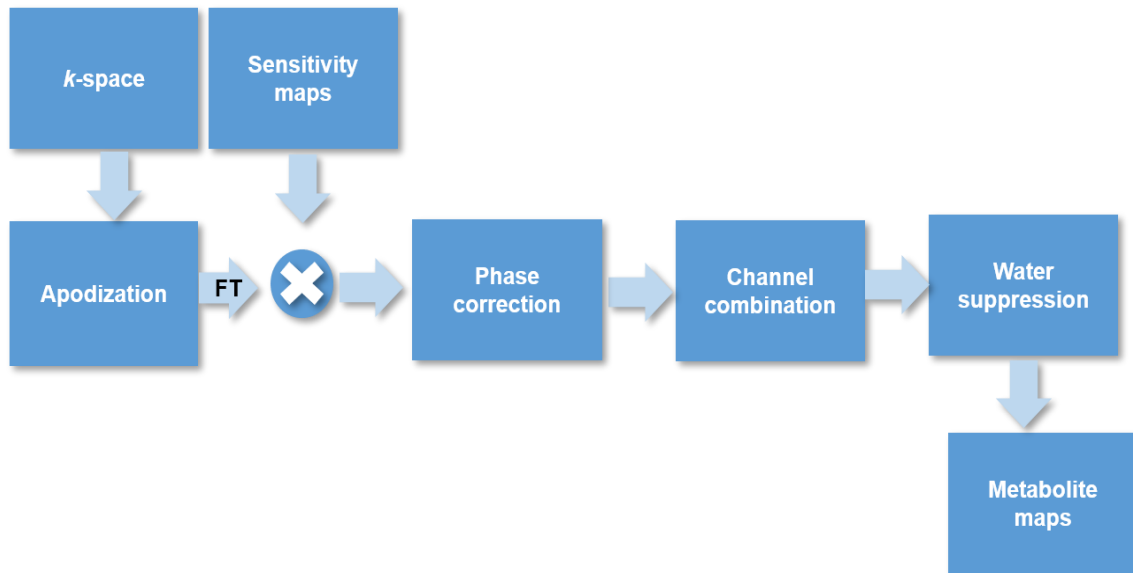 k-space
Sensitivity
maps
Apodization
FT
Phase
correction
Channel
combination
Water
suppression
Metabolite
maps